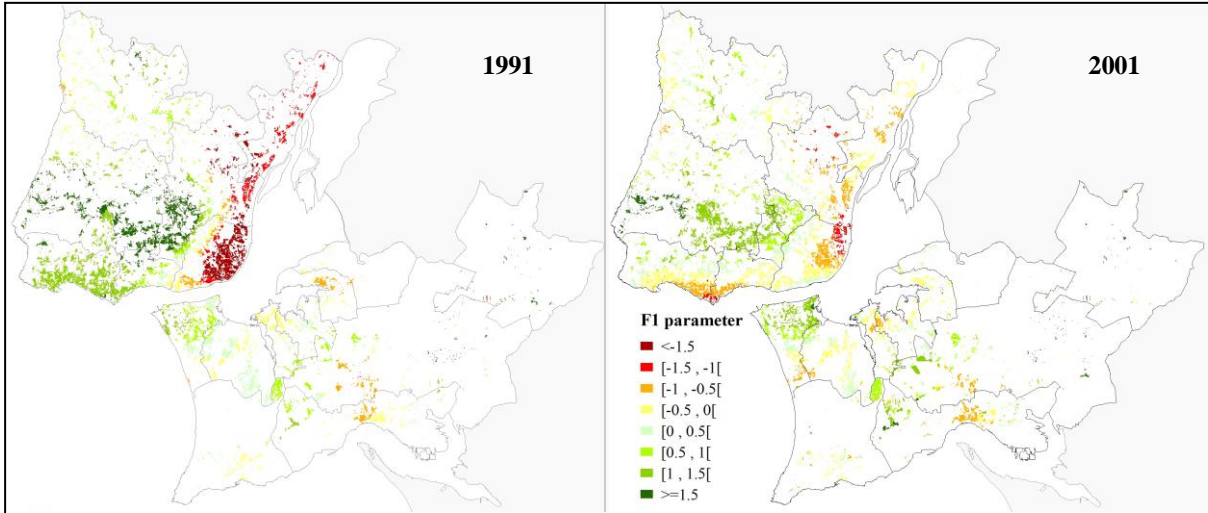 1991
2001
F1 parameter
<-1.5
[-1.5 , -1[
[-1 , -0.5[
[-0.5 , 0[
[0 , 0.5[
[0.5 , 1[
[1 , 1.5[
>=1.5